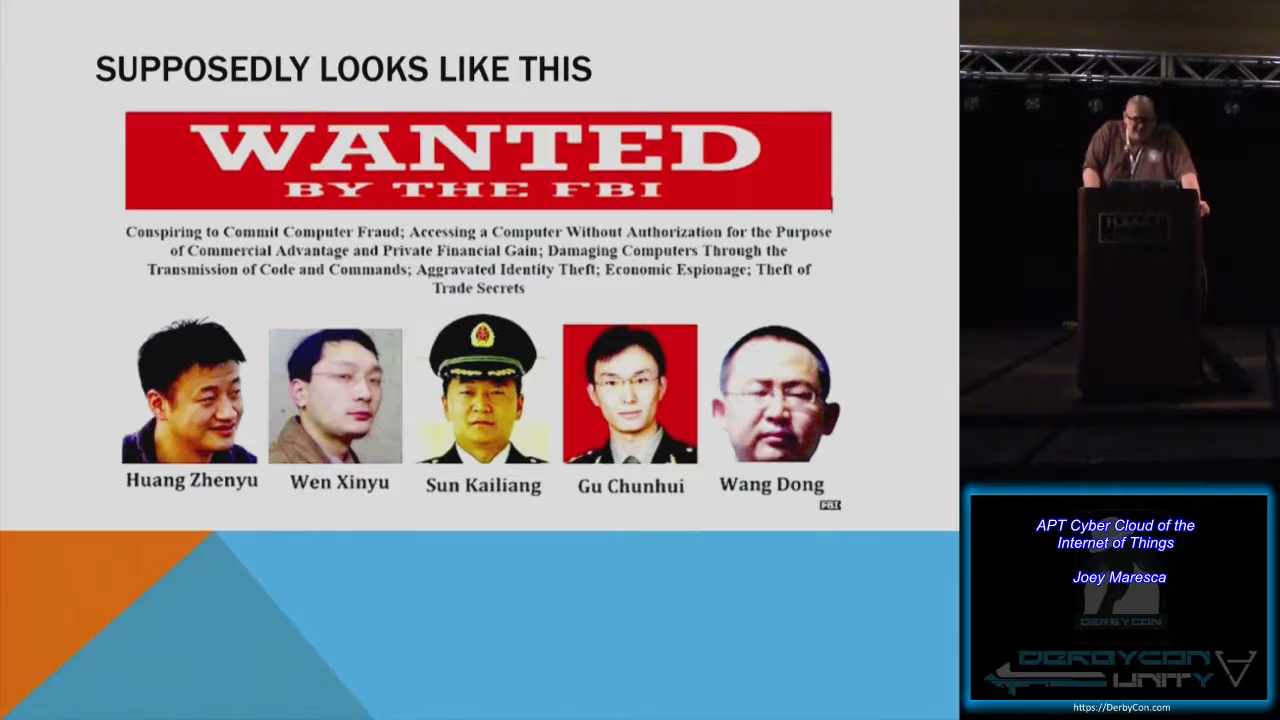 SUPPOSEDLY LOOKS LIKE THIS
WANTED
BY THE FBI
Conspiring to Commit Computer Fraud; Accessing a Computer Without Authorization for the Purpose
of Commercial Advantage and Private Financial Gain; Damaging Computers Through the
Transmission of Code and Commands; Aggravated Identity Theft; Economic Espionage; Theft of
Trade Secrets
Huang Zhenyu
Wen Xinyu
Sun Kailiang
Gu Chunhui
Wang Dong
FBI
HYATT
APT Cyber Cloud of the
Internet of Things
Joey Maresca
DERBYCON
DERBYCON
UNITY
https://DerbyCon.com